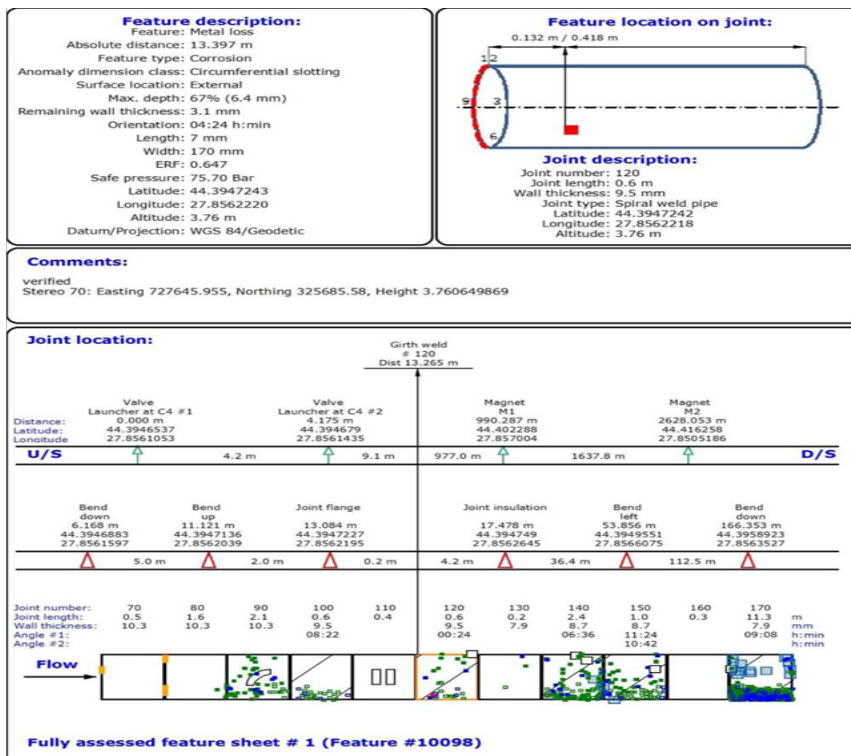 Feature description:
Feature: Metal loss
Absolute distance: 13.397 m
Feature type: Corrosion
Anomaly dimension class: Circumferential slotting
Surface location: External
Max. depth: 67% (6.4 mm)
Remaining wall thickness: 3.1 mm
Orientation: 04:24 h:min
Length: 7 mm
Width: 170 mm
ERF: 0.647
Safe pressure: 75.70 Bar
Latitude: 44.3947243
Longitude: 27.8562220
Altitude: 3.76 m
Datum/Projection: WGS 84/Geodetic
Feature location on joint:
0.132 m / 0.418 m
12
9 3
6
Joint description:
Joint number: 120
Joint length: 0.6 m
Wall thickness: 9.5 mm
Joint type: Spiral weld pipe
Latitude: 44.3947242
Longitude: 27.8562218
Altitude: 3.76 m
Comments:
verified
Stereo 70: Easting 727645.955, Northing 325685.58, Height 3.760649869
Joint location:
Girth weld
# 120
Dist 13.265 m
Valve Valve Magnet Magnet
Launcher at C4 #1 Launcher at C4 #2 M1 M2
Distance: 0.000 m 4.175 m 990.287 m 2628.053 m
Latitude: 44.3946537 44.394679 44.402288 44.416258
Longitude 27.8561053 27.8561435 27.857004 27.8505186
U/S 4.2 m 9.1 m 977.0 m 1637.8 m D/S
Bend Bend Joint flange Joint insulation Bend Bend
down up left down
6.168 m 11.121 m 13.084 m 17.478 m 53.856 m 166.353 m
44.3946883 44.3947136 44.3947227 44.394749 44.3949551 44.3958923
27.8561597 27.8562039 27.8562195 27.8562645 27.8566075 27.8563527
5.0 m 2.0 m 0.2 m 4.2 m 36.4 m 112.5 m
Joint number: 70 80 90 100 110 120 130 140 150 160 170
Joint length: 0.5 1.6 2.1 0.6 0.4 0.6 0.2 2.4 1.0 0.3 11.3 m
Wall thickness: 10.3 10.3 10.3 9.5 9.5 7.9 8.7 8.7 7.9 mm
Angle #1: 08:22 00:24 06:36 11:24 09:08 h:min
Angle #2: 10:42 h:min
Flow
Fully assessed feature sheet # 1 (Feature #10098)